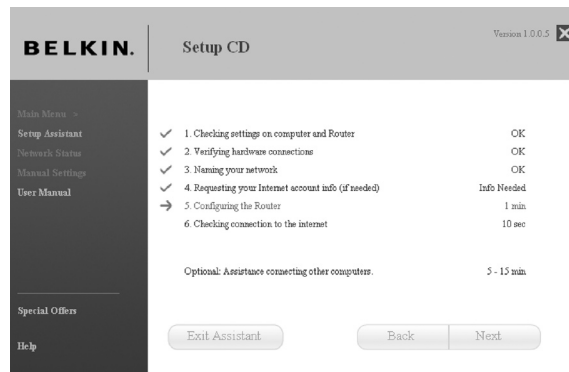 BELKIN.
Setup CD
Version 1.0.0.5
Main Menu >
Setup Assistant
Network Status
Manual Settings
User Manual
Special Offers
Help
1. Checking settings on computer and Router OK
2. Verifying hardware connections OK
3. Naming your network OK
4. Requesting your Internet account info (if needed) Info Needed
5. Configuring the Router 1 min
6. Checking connection to the internet 10 sec
Optional: Assistance connecting other computers. 5 - 15 min
Exit Assistant
Back
Next